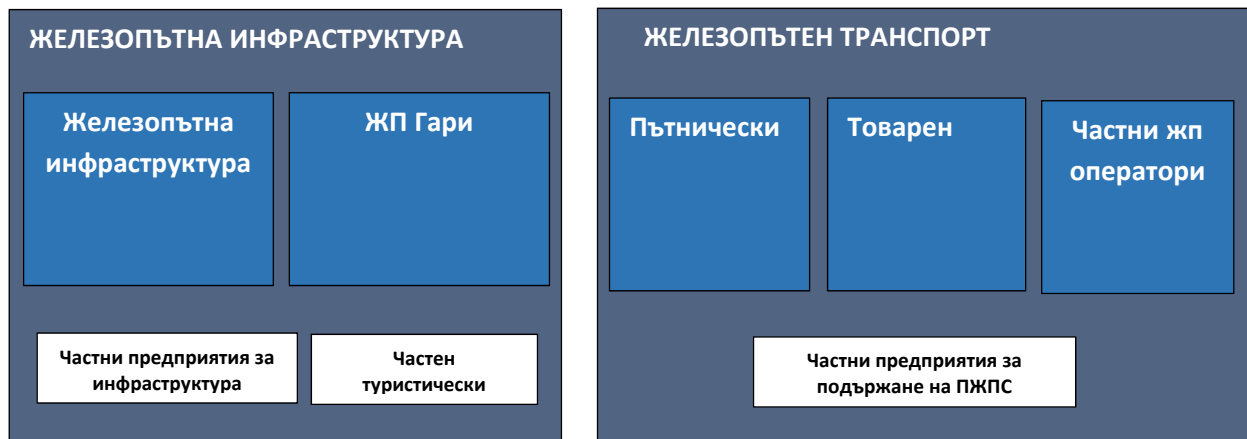 ЖЕЛЕЗОПЪТНА ИНФРАСТРУКТУРА
Железопътна
инфраструктура
ЖП Гари
Частни предприятия за
инфраструктура
Частен
туристически
ЖЕЛЕЗОПЪТЕН ТРАНСПОРТ
Пътнически
Товарен
Частни жп
оператори
Частни предприятия за
подържане на ПЖПС